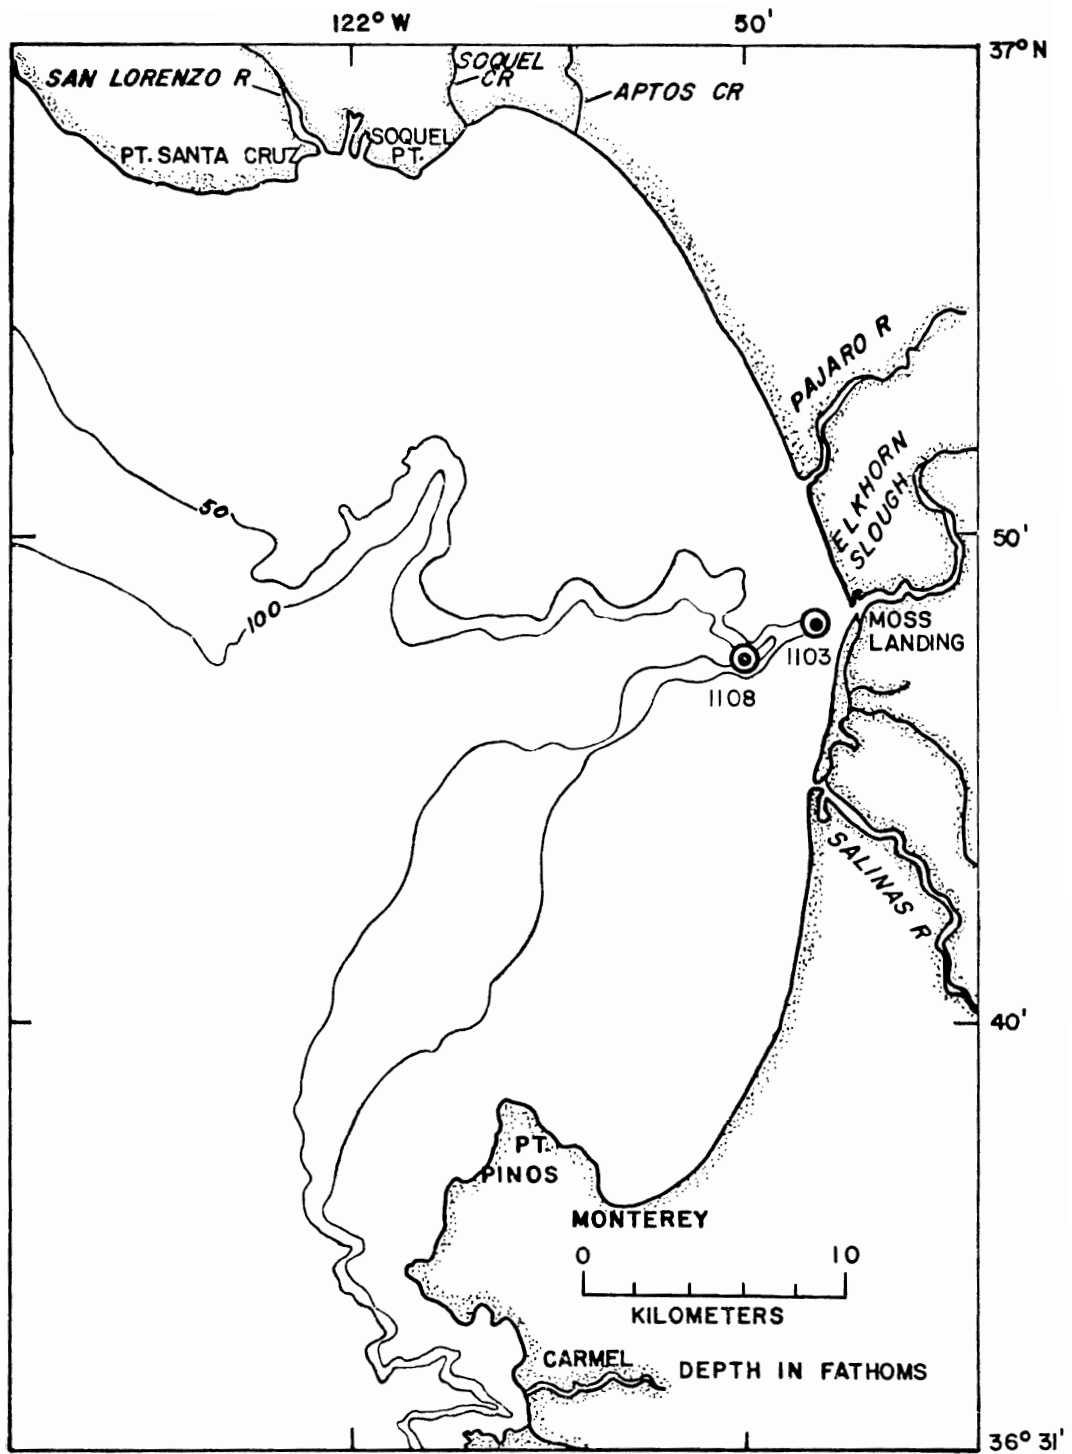 122° W
50'
37° N
SAN LORENZO R
SOQUEL
CR
APTOS CR
PT. SANTA CRUZ
SOQUEL
PT.
PAJARO R
ELKHORN
SLOUGH
50
50'
100
MOSS
LANDING
1103
1108
SALINAS R
40'
PT.
PINOS
MONTEREY
0 10
KILOMETERS
CARMEL
DEPTH IN FATHOMS
36° 31'